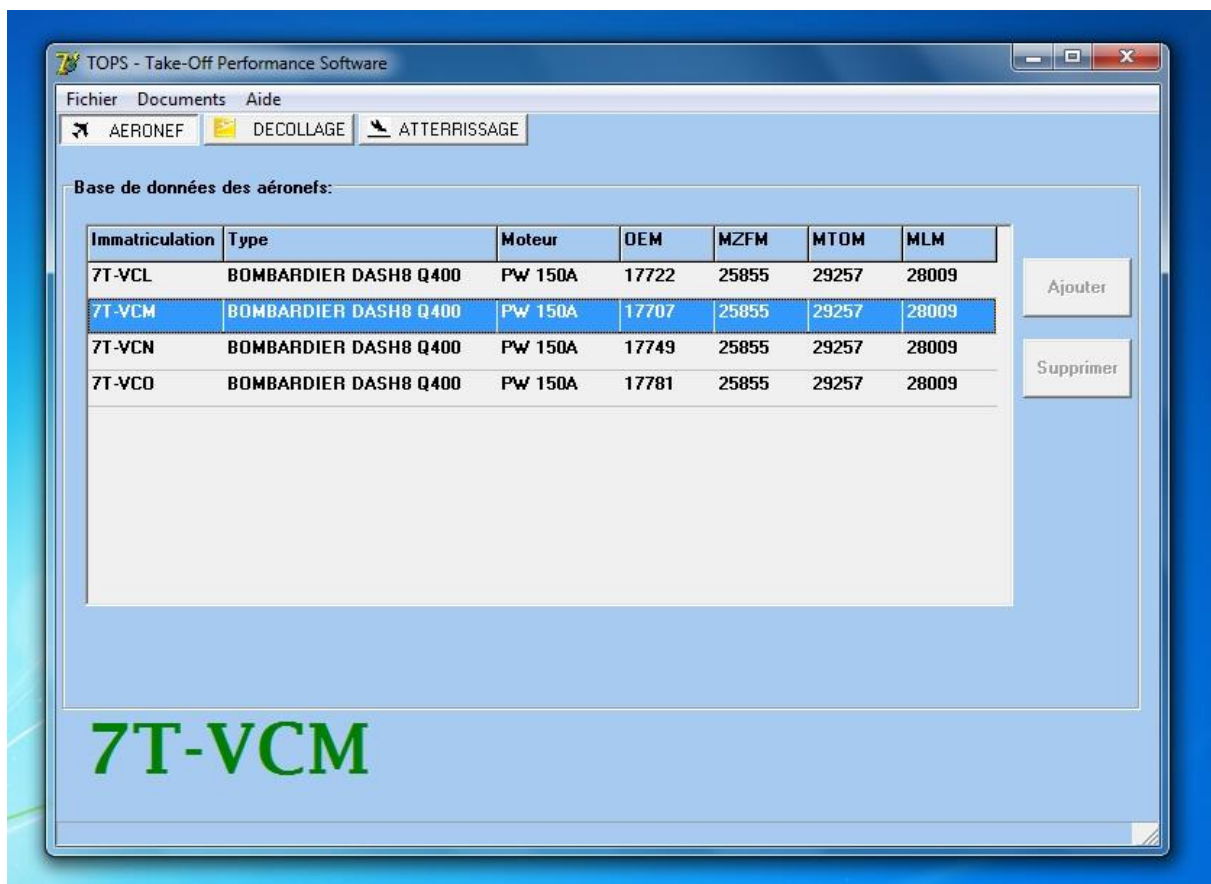 TOPS - Take-Off Performance Software
Fichier Documents Aide
AERONEF DECOLLAGE ATTERRISSAGE
Base de données des aéronefs:
Immatriculation Type Moteur OEM MZFM MTOM MLM
7T-VCL BOMBARDIER DASH8 Q400 PW 150A 17722 25855 29257 28009
Ajouter
7T-VCM BOMBARDIER DASH8 Q400 PW 150A 17707 25855 29257 28009
7T-VCN BOMBARDIER DASH8 Q400 PW 150A 17749 25855 29257 28009
Supprimer
7T-VCO BOMBARDIER DASH8 Q400 PW 150A 17781 25855 29257 28009
7T-VCM